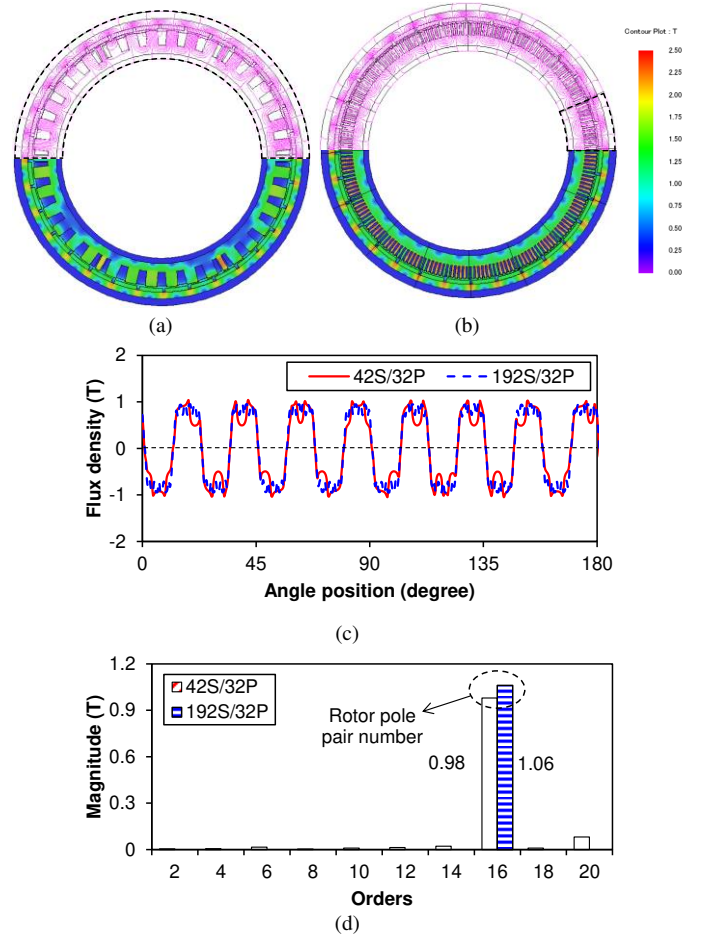 Contour Plot : T
2.50
2.25
2.00
1.75
1.50
1.25
1.00
0.75
0.50
0.25
0.00
(a)
(b)
Flux density (T)
2
1
0
-1
-2
42S/32P
192S/32P
0
45
90
135
180
Angle position (degree)
(c)
Magnitude (T)
1.2
0.9
0.6
0.3
0
42S/32P
192S/32P
Rotor pole
pair number
0.98
1.06
2
4
6
8
10
12
14
16
18
20
Orders
(d)